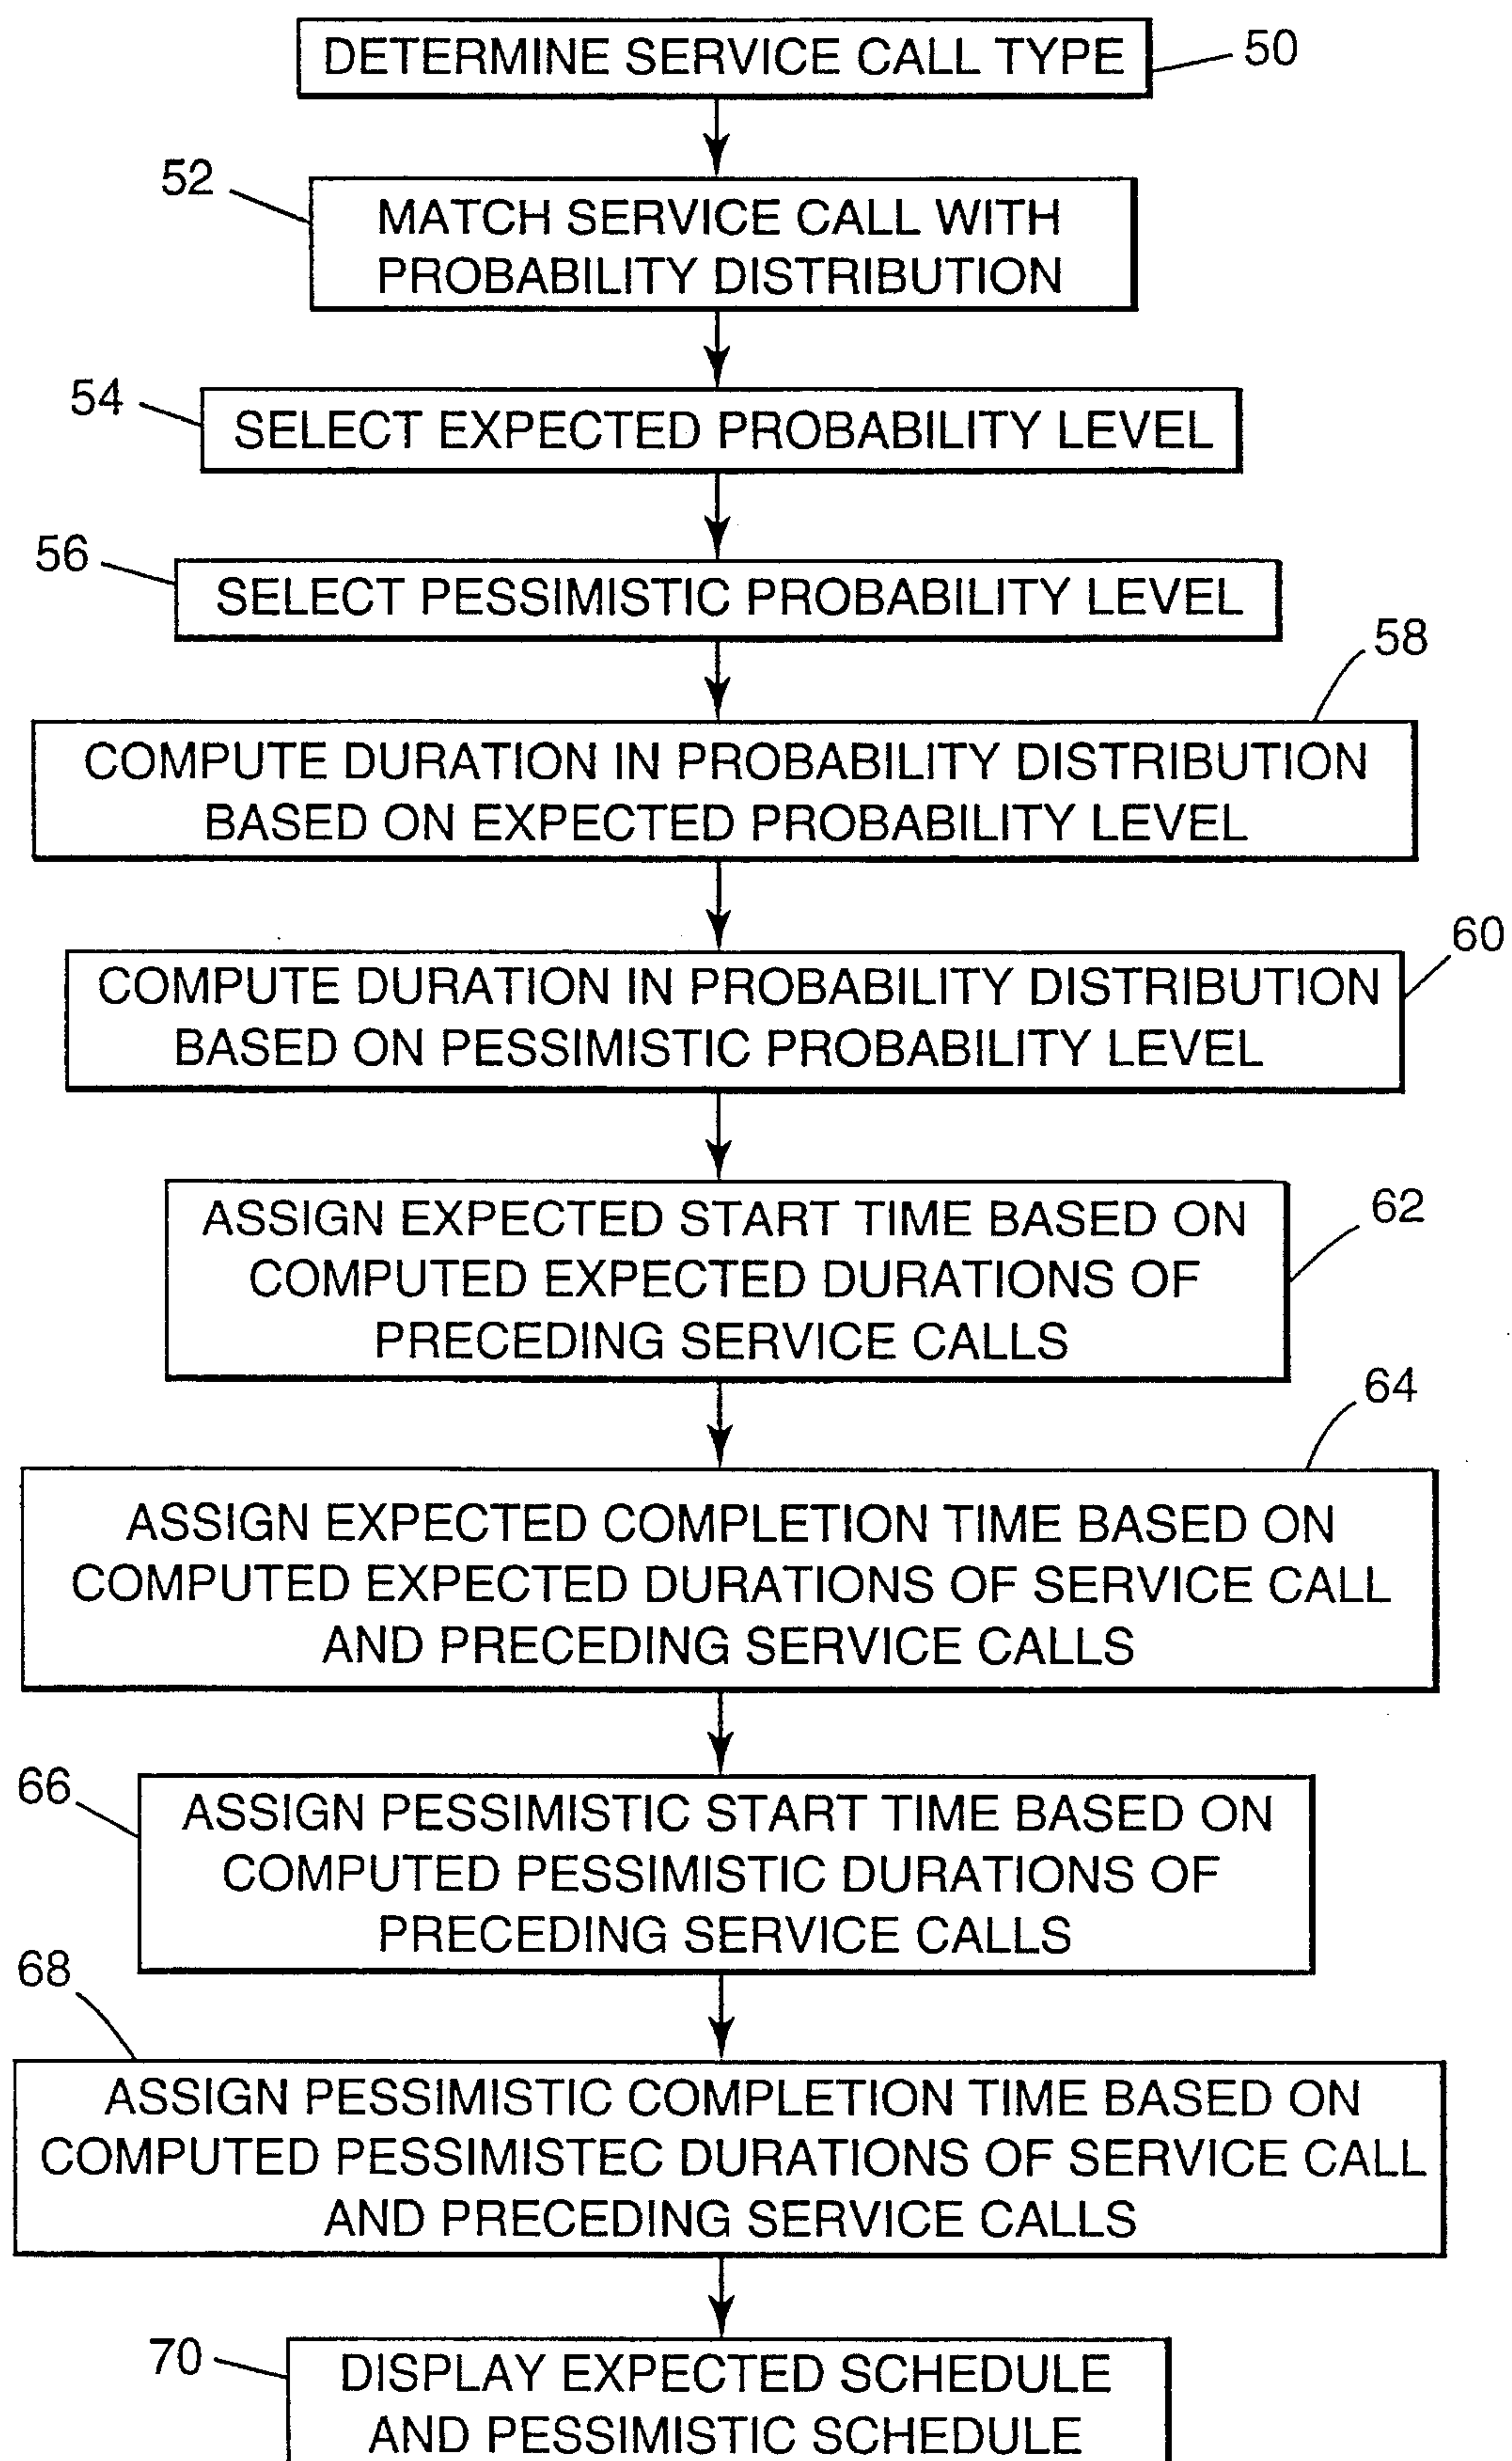 DETERMINE SERVICE CALL TYPE
50
52
MATCH SERVICE CALL WITH
PROBABILITY DISTRIBUTION
54
SELECT EXPECTED PROBABILITY LEVEL
56
SELECT PESSIMISTIC PROBABILITY LEVEL
58
COMPUTE DURATION IN PROBABILITY DISTRIBUTION
BASED ON EXPECTED PROBABILITY LEVEL
60
COMPUTE DURATION IN PROBABILITY DISTRIBUTION
BASED ON PESSIMISTIC PROBABILITY LEVEL
62
ASSIGN EXPECTED START TIME BASED ON
COMPUTED EXPECTED DURATIONS OF
PRECEDING SERVICE CALLS
64
ASSIGN EXPECTED COMPLETION TIME BASED ON
COMPUTED EXPECTED DURATIONS OF SERVICE CALL
AND PRECEDING SERVICE CALLS
66
ASSIGN PESSIMISTIC START TIME BASED ON
COMPUTED PESSIMISTIC DURATIONS OF
PRECEDING SERVICE CALLS
68
ASSIGN PESSIMISTIC COMPLETION TIME BASED ON
COMPUTED PESSIMISTEC DURATIONS OF SERVICE CALL
AND PRECEDING SERVICE CALLS
70
DISPLAY EXPECTED SCHEDULE
AND PESSIMISTIC SCHEDULE